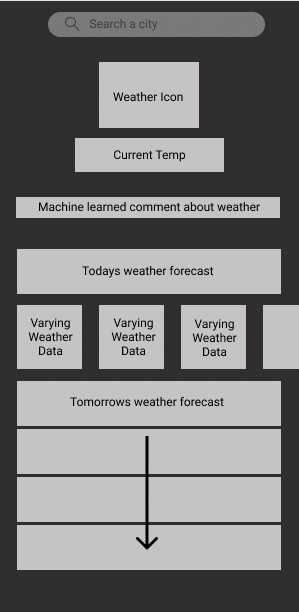 Search a city
Weather Icon
Current Temp
Machine learned comment about weather
Todays weather forecast
Varying
Weather
Data
Varying
Weather
Data
Varying
Weather
Data
Tomorrows weather forecast